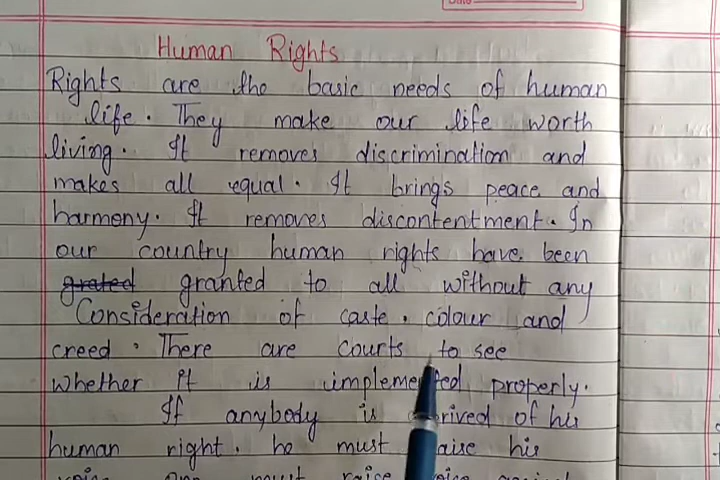 Human Rights
Rights are the basic needs of human
life. They make our life worth
living. It removes discrimination and
makes all equal. It brings peace and
harmony. It removes discontentment. In
our country human rights have been
grated granted to all without any
Consideration of caste. colour and
creed. There are courts to see
whether it is implemented properly.
If anybody is of his
human right. he must his
must raise